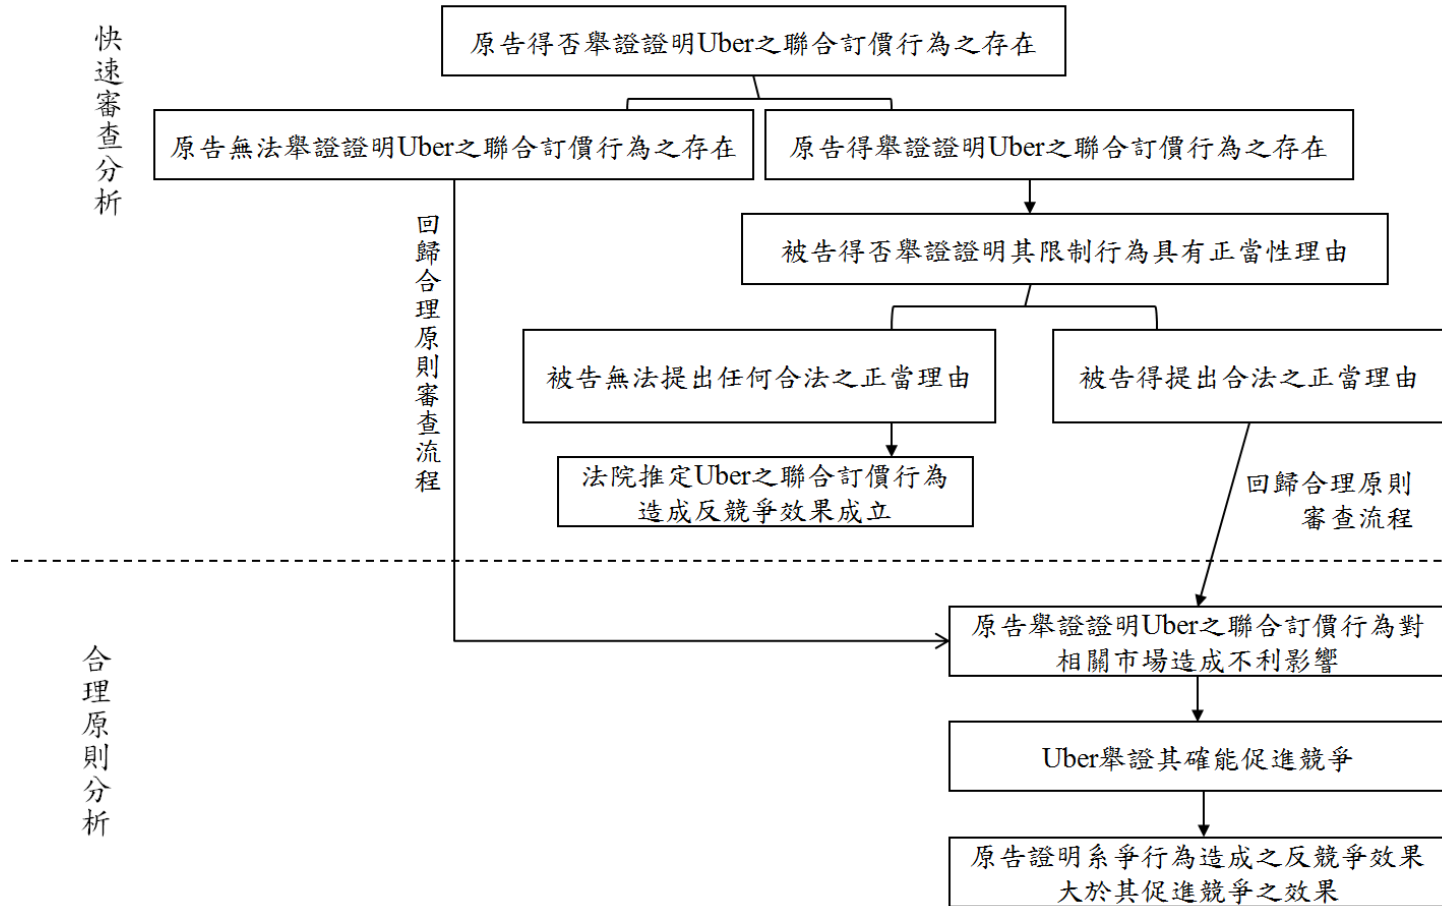 快速審查分析
原告得否舉證證明Uber之聯合訂價行為之存在
原告無法舉證證明Uber之聯合訂價行為之存在
原告得舉證證明Uber之聯合訂價行為之存在
回歸合理原則審查流程
被告得否舉證證明其限制行為具有正當性理由
被告無法提出任何合法之正當理由
被告得提出合法之正當理由
法院推定Uber之聯合訂價行為
造成反競爭效果成立
回歸合理原則
審查流程
合理原則分析
原告舉證證明Uber之聯合訂價行為對
相關市場造成不利影響
Uber舉證其確能促進競爭
原告證明系爭行為造成之反競爭效果
大於其促進競爭之效果